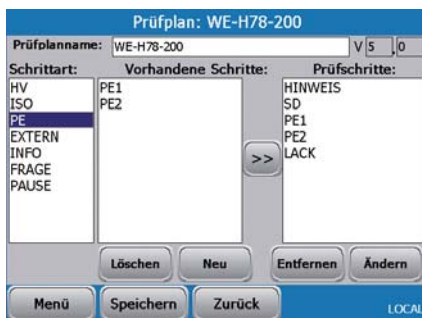 Prüfplan: WE-H78-200
Prüfplanname: WE-H78-200 V 5 .0
Schrittart: Vorhandene Schritte: Prüfschritte:
HV
ISO
PE
EXTERN
INFO
FRAGE
PAUSE
PE1
PE2
>>
HINWEIS
SD
PE1
PE2
LACK
Löschen Neu Entfernen Ändern
Menü Speichern Zurück LOCAL